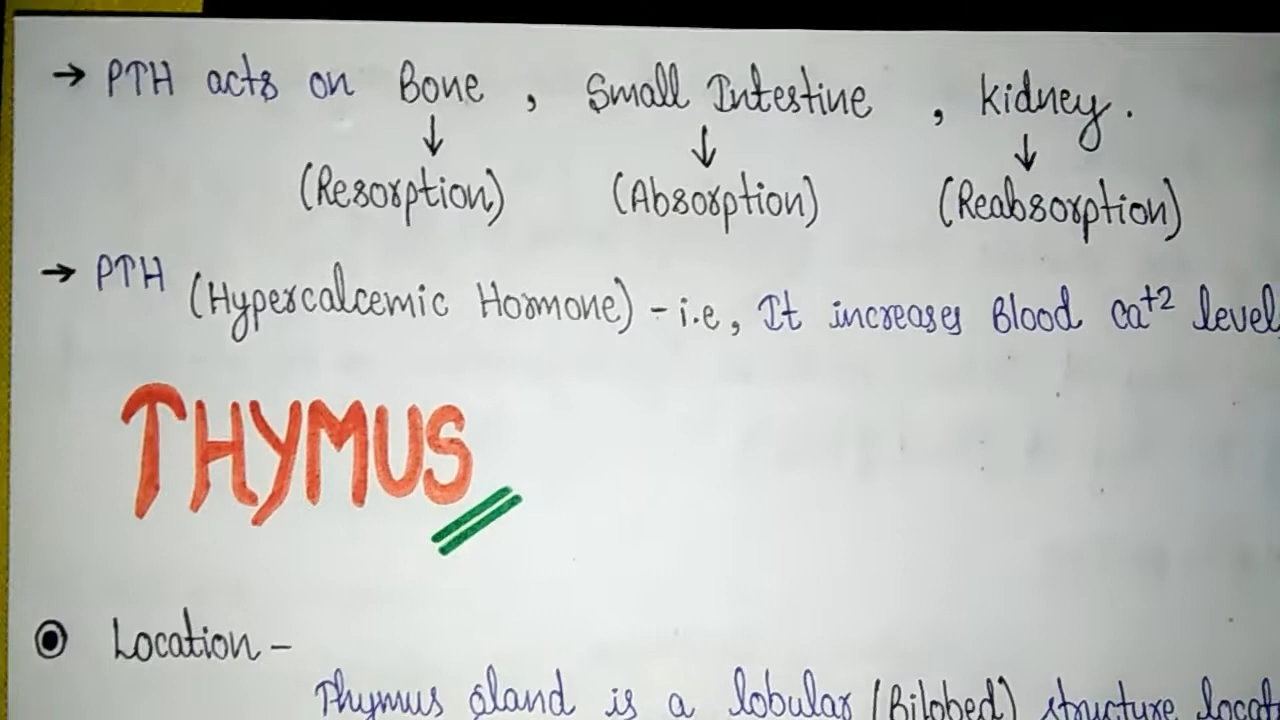 → PTH acts on Bone , Small Intestine , kidney.
↓ ↓ ↓
(Resorption) (Absorption) (Reabsorption)
→ PTH (Hypercalcemic Hormone) - i.e, It increases Blood Ca+2 level
THYMUS
Location -
Thymus gland is a lobular (Bilobed) structure locat